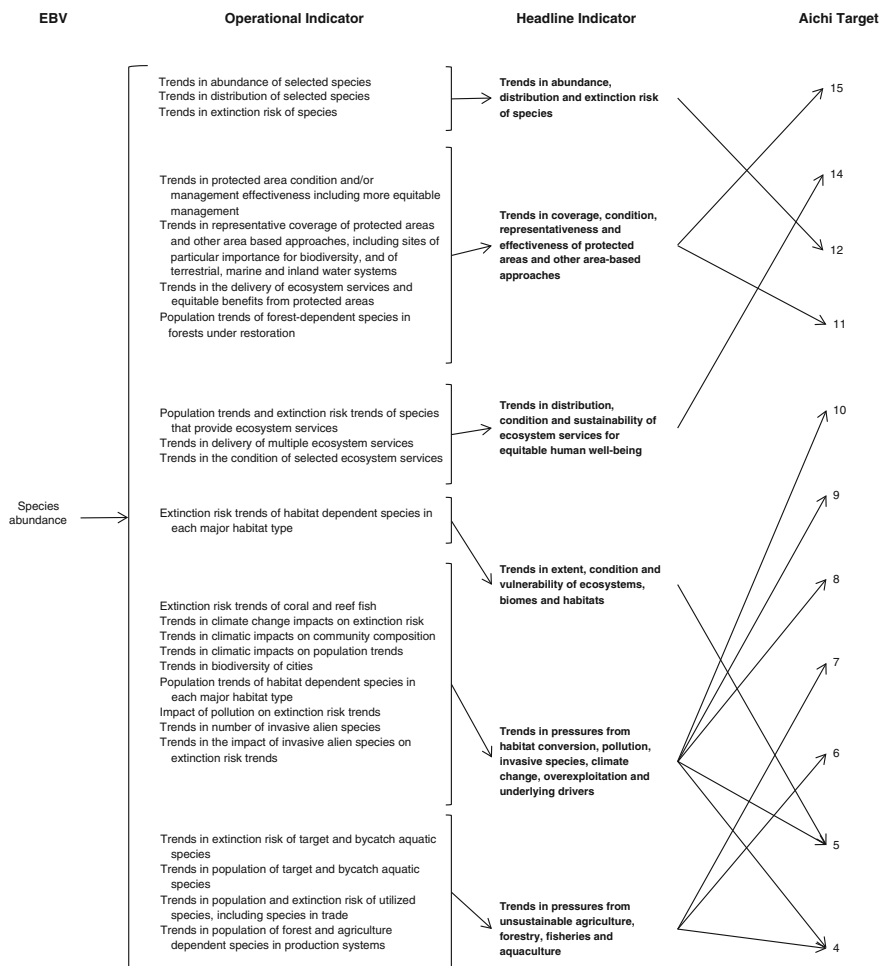 EBV Operational Indicator Headline Indicator Aichi Target
Trends in abundance of selected species
Trends in distribution of selected species
Trends in extinction risk of species
Trends in abundance,
distribution and extinction risk
of species
15
Trends in protected area condition and/or
management effectiveness including more equitable
management
Trends in representative coverage of protected areas
and other area based approaches, including sites of
particular importance for biodiversity, and of
terrestrial, marine and inland water systems
Trends in the delivery of ecosystem services and
equitable benefits from protected areas
Population trends of forest-dependent species in
forests under restoration
Trends in coverage, condition,
representativeness and
effectiveness of protected
areas and other area-based
approaches
14
12
11
Population trends and extinction risk trends of species
that provide ecosystem services
Trends in delivery of multiple ecosystem services
Trends in the condition of selected ecosystem services
Trends in distribution,
condition and sustainability of
ecosystem services for
equitable human well-being
10
Species
abundance
Extinction risk trends of habitat dependent species in
each major habitat type
Trends in extent, condition and
vulnerability of ecosystems,
biomes and habitats
9
8
Extinction risk trends of coral and reef fish
Trends in climate change impacts on extinction risk
Trends in climatic impacts on community composition
Trends in climatic impacts on population trends
Trends in biodiversity of cities
Population trends of habitat dependent species in
each major habitat type
Impact of pollution on extinction risk trends
Trends in number of invasive alien species
Trends in the impact of invasive alien species on
extinction risk trends
Trends in pressures from
habitat conversion, pollution,
invasive species, climate
change, overexploitation and
underlying drivers
7
6
5
Trends in extinction risk of target and bycatch aquatic
species
Trends in population of target and bycatch aquatic
species
Trends in population and extinction risk of utilized
species, including species in trade
Trends in population of forest and agriculture
dependent species in production systems
Trends in pressures from
unsustainable agriculture,
forestry, fisheries and
aquaculture
4